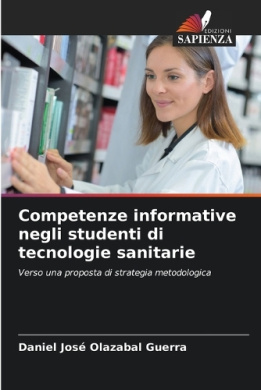 EDIZIONI
SAPIENZA
Competenze informative
negli studenti di
tecnologie sanitarie
Verso una proposta di strategia metodologica
Daniel José Olazabal Guerra